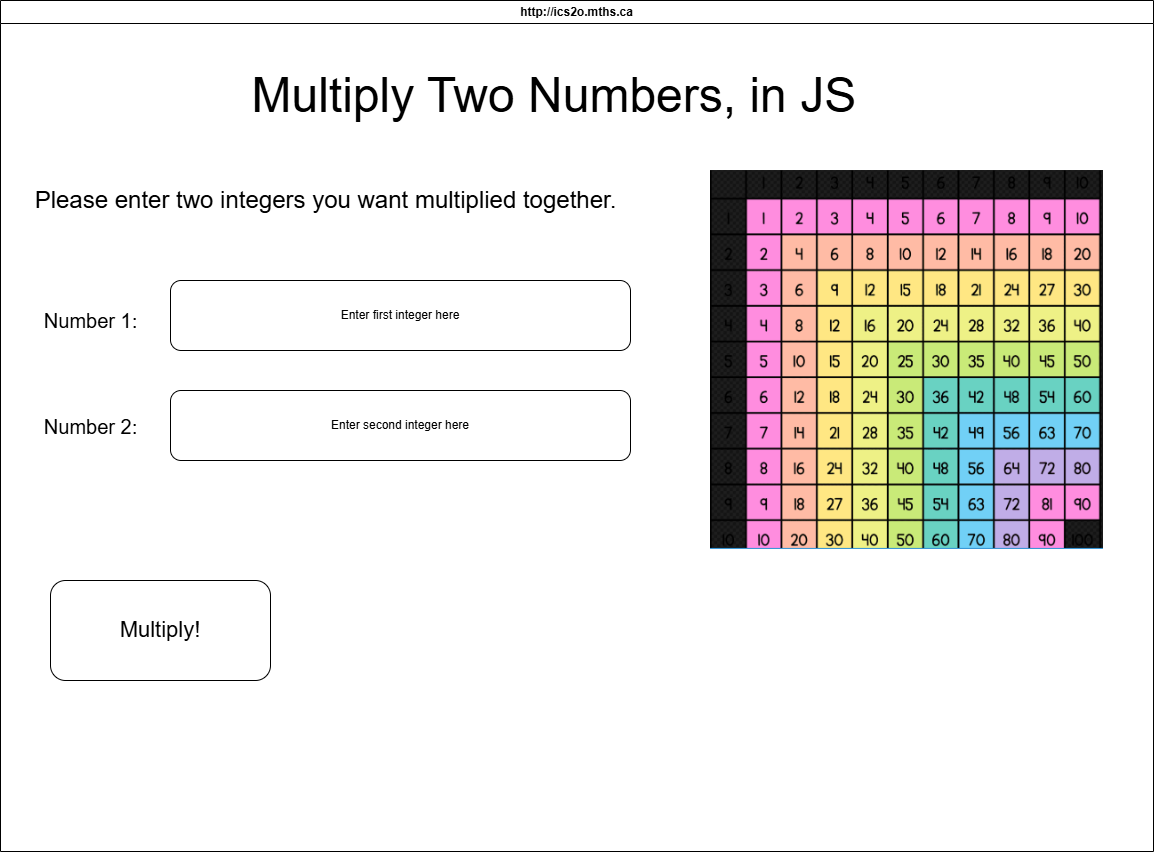 http://ics2o.mths.ca
Multiply Two Numbers, in JS
Please enter two integers you want multiplied together.
Number 1:
Enter first integer here
Number 2:
Enter second integer here
Multiply!
1 2 3 4 5 6 7 8 9 10
1 1 2 3 4 5 6 7 8 9 10
2 2 4 6 8 10 12 14 16 18 20
3 3 6 9 12 15 18 21 24 27 30
4 4 8 12 16 20 24 28 32 36 40
5 5 10 15 20 25 30 35 40 45 50
6 6 12 18 24 30 36 42 48 54 60
7 7 14 21 28 35 42 49 56 63 70
8 8 16 24 32 40 48 56 64 72 80
9 9 18 27 36 45 54 63 72 81 90
10 10 20 30 40 50 60 70 80 90 100